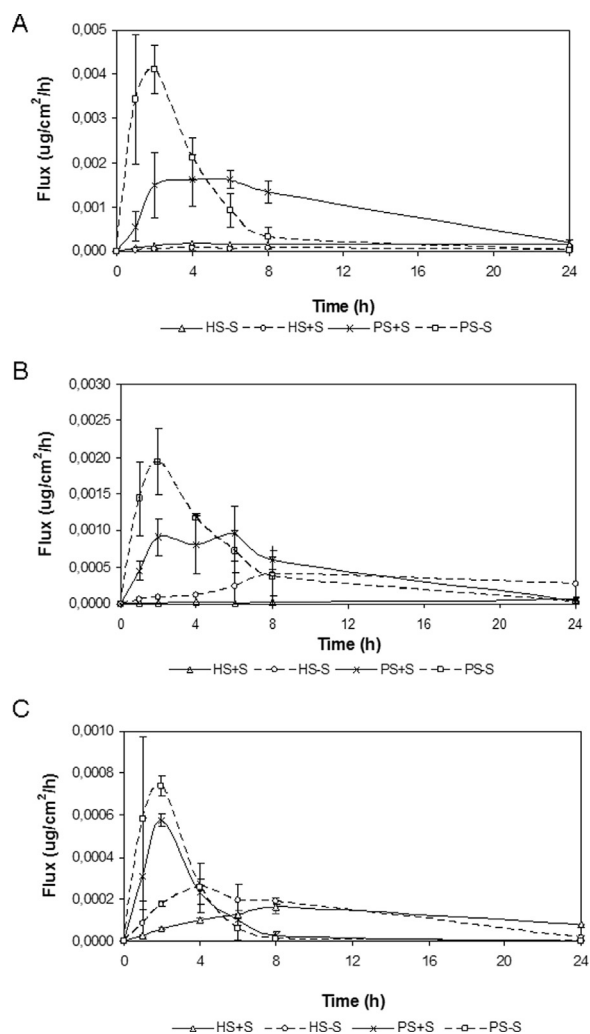 A
0,005
0,004
0,003
0,002
0,001
0,000
Flux (ug/cm²/h)
0 4 8 12 16 20 24
Time (h)
HS-S HS+S PS+S PS-S
B
0,0030
0,0025
0,0020
0,0015
0,0010
0,0005
0,0000
Flux (ug/cm²/h)
0 4 8 12 16 20 24
Time (h)
HS+S HS-S PS+S PS-S
C
0,0010
0,0008
0,0006
0,0004
0,0002
0,0000
Flux (ug/cm²/h)
0 4 8 12 16 20 24
Time (h)
HS+S HS-S PS+S PS-S